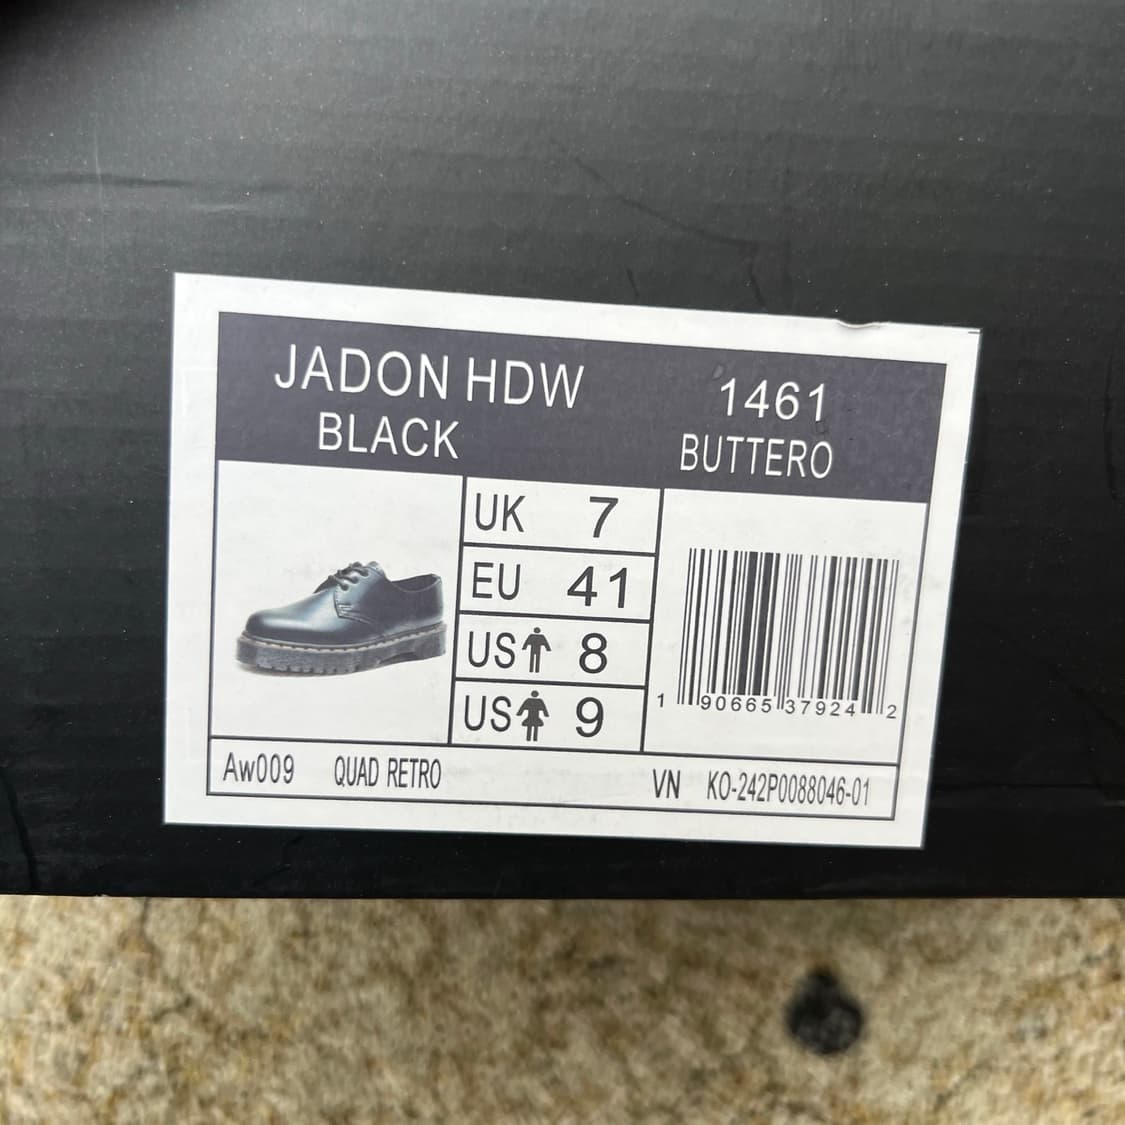 JADON HDW 1461
BLACK BUTTERO
UK 7
EU 41
US 8
US 9
1 90665 37924 2
Aw009 QUAD RETRO VN KO-242P0088046-01